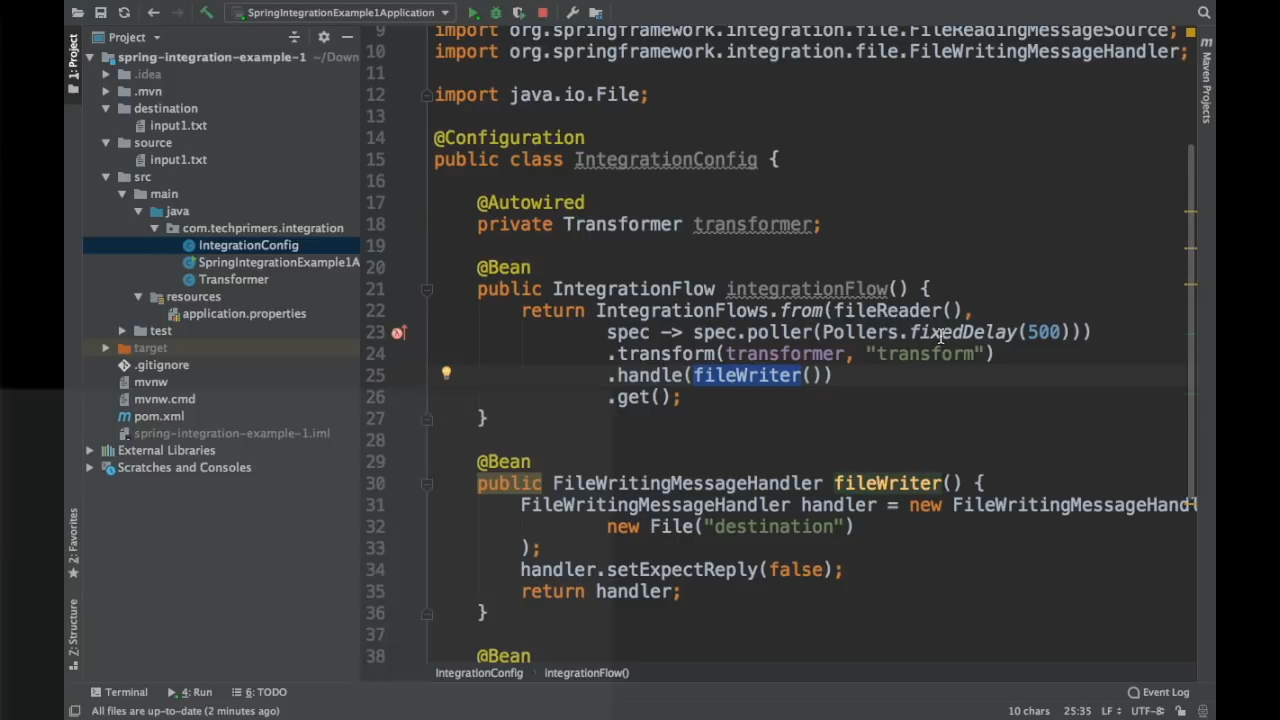 SpringIntegrationExample1Application
1: Project
Project
spring-integration-example-1 ~/Down
.idea
.mvn
destination
input1.txt
source
input1.txt
src
main
java
com.techprimers.integration
IntegrationConfig
SpringIntegrationExample1A
Transformer
resources
application.properties
test
target
.gitignore
mvnw
mvnw.cmd
pom.xml
spring-integration-example-1.iml
External Libraries
Scratches and Consoles
2: Favorites
Z: Structure
9 import org.springframework.integration.file.FileReadingMessageSource;
10 import org.springframework.integration.file.FileWritingMessageHandler;
11
12 import java.io.File;
13
14 @Configuration
15 public class IntegrationConfig {
16
17 @Autowired
18 private Transformer transformer;
19
20 @Bean
21 public IntegrationFlow integrationFlow() {
22 return IntegrationFlows.from(fileReader(),
23 spec -> spec.poller(Pollers.fixedDelay(500)))
24 .transform(transformer, "transform")
25 .handle(fileWriter())
26 .get();
27 }
28
29 @Bean
30 public FileWritingMessageHandler fileWriter() {
31 FileWritingMessageHandler handler = new FileWritingMessageHandl
32 new File("destination")
33 );
34 handler.setExpectReply(false);
35 return handler;
36 }
37
38 @Bean
IntegrationConfig integrationFlow()
Maven Projects
Terminal 4: Run 6: TODO Event Log
All files are up-to-date (2 minutes ago) 10 chars 25:35 LF UTF-8